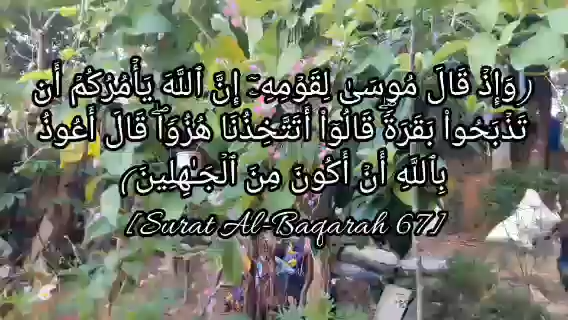 (وَإِذۡ قَالَ مُوسَىٰ لِقَوۡمِهِۦٓ إِنَّ ٱللَّهَ يَأۡمُرُكُمۡ أَن
تَذۡبَحُواْ بَقَرَةٗۖ قَالُوٓاْ أَتَتَّخِذُنَا هُزُوٗاۖ قَالَ أَعُوذُ
بِٱللَّهِ أَنۡ أَكُونَ مِنَ ٱلۡجَٰهِلِينَ)
[Surat Al-Baqarah 67]